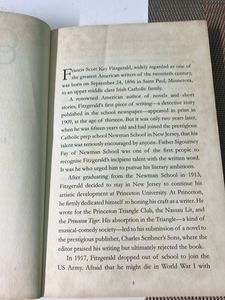 Francis Scott Key Fitzgerald, widely regarded as one of
the greatest American writers of the twentieth century,
was born on September 24, 1896 in Saint Paul, Minnesota,
to an upper middle class Irish Catholic family.
A renowned American author of novels and short
stories, Fitzgerald's first piece of writing—a detective story
published in the school newspaper—appeared in print in
1909, at the age of thirteen. But it was only two years later,
when he was fifteen years old and had joined the prestigious
Catholic prep school Newman School in New Jersey, that his
talent was seriously encouraged by anyone. Father Sigourney
Fay of Newman School was one of the first people to
recognise Fitzgerald's incipient talent with the written word.
It was he who urged him to pursue his literary ambitions.
After graduating from the Newman School in 1913,
Fitzgerald decided to stay in New Jersey to continue his
artistic development at Princeton University. At Princeton,
he firmly dedicated himself to honing his craft as a writer. He
wrote for the Princeton Triangle Club, the Nassau Lit, and
the Princeton Tiger. His absorption in the Triangle—a kind of
musical-comedy society—led to his submission of a novel to
the prestigious publisher, Charles Scribner's Sons, where the
editor praised his writing but ultimately rejected the book.
In 1917, Fitzgerald dropped out of school to join the
US Army. Afraid that he might die in World War I with